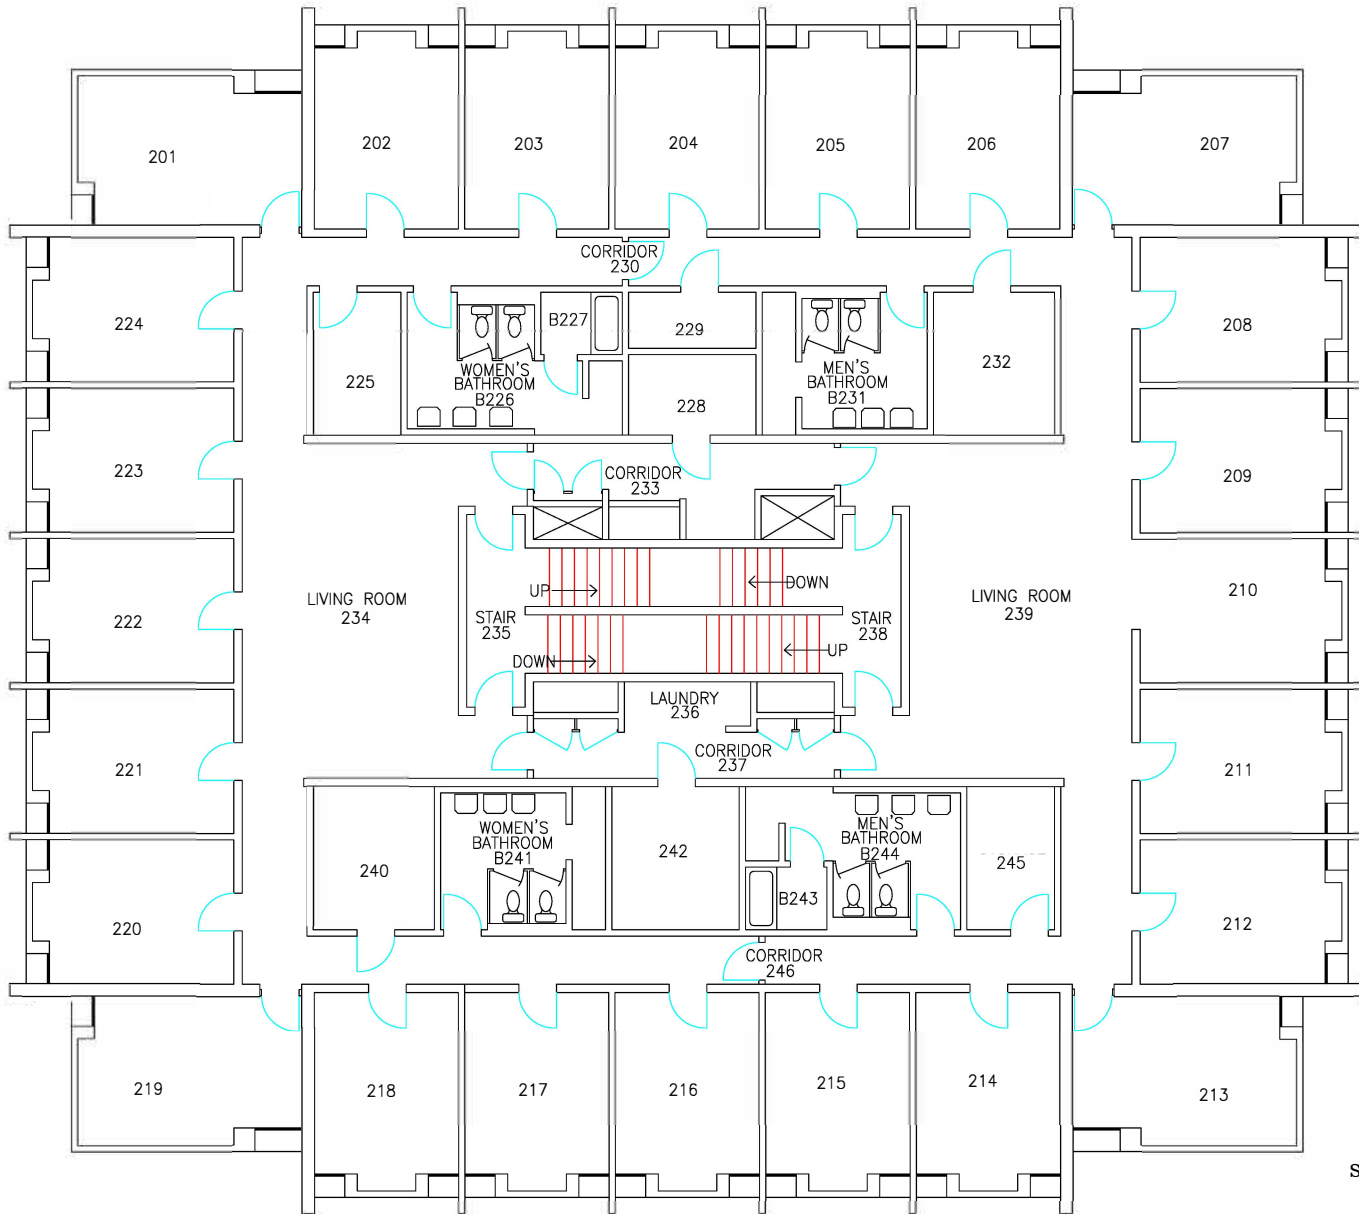 201
202
203
204
205
206
207
CORRIDOR
230
224
B227
229
208
225
WOMEN'S
BATHROOM
B226
228
MEN'S
BATHROOM
B231
232
223
CORRIDOR
233
209
UP
DOWN
LIVING ROOM
234
STAIR
235
STAIR
238
LIVING ROOM
239
210
222
DOWN
UP
LAUNDRY
236
221
CORRIDOR
237
211
WOMEN'S
BATHROOM
B241
MEN'S
BATHROOM
B244
240
242
245
B243
220
212
CORRIDOR
246
219
218
217
216
215
214
213
S